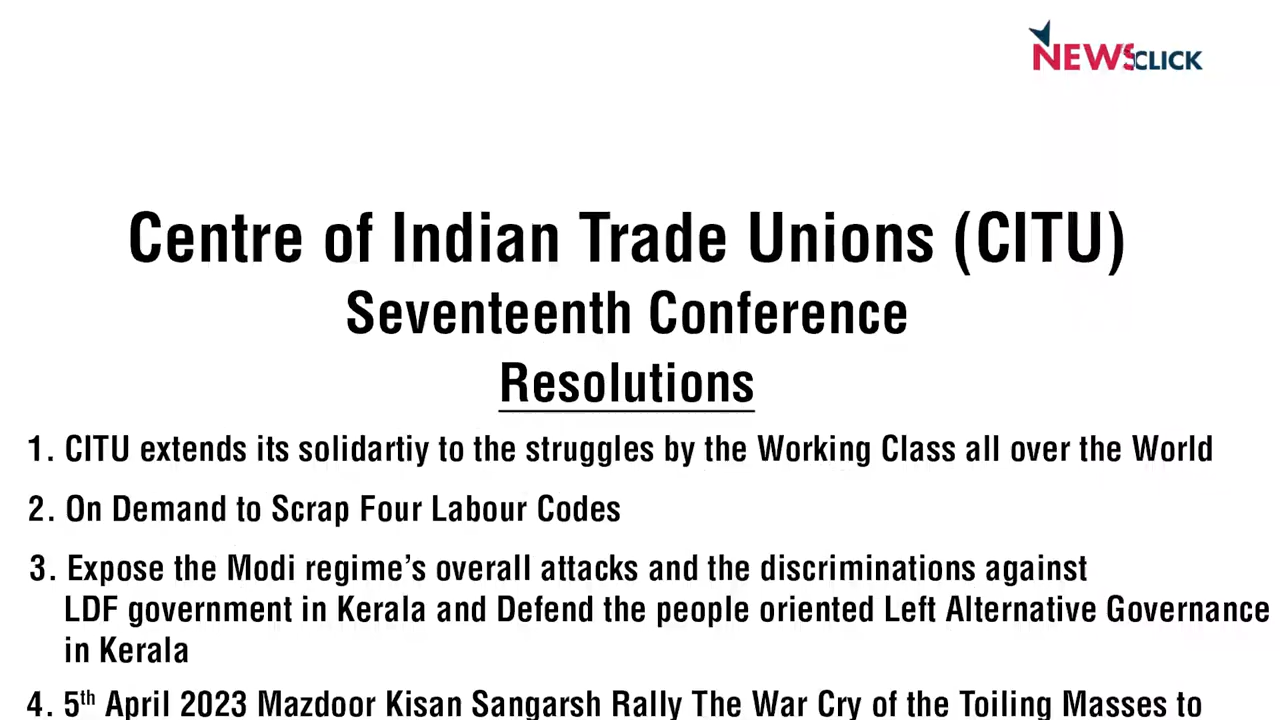 NEWSCLICK
Centre of Indian Trade Unions (CITU)
Seventeenth Conference
Resolutions
1. CITU extends its solidartiy to the struggles by the Working Class all over the World
2. On Demand to Scrap Four Labour Codes
3. Expose the Modi regime’s overall attacks and the discriminations against
LDF government in Kerala and Defend the people oriented Left Alternative Governance
in Kerala
4. 5th April 2023 Mazdoor Kisan Sangarsh Rally The War Cry of the Toiling Masses to